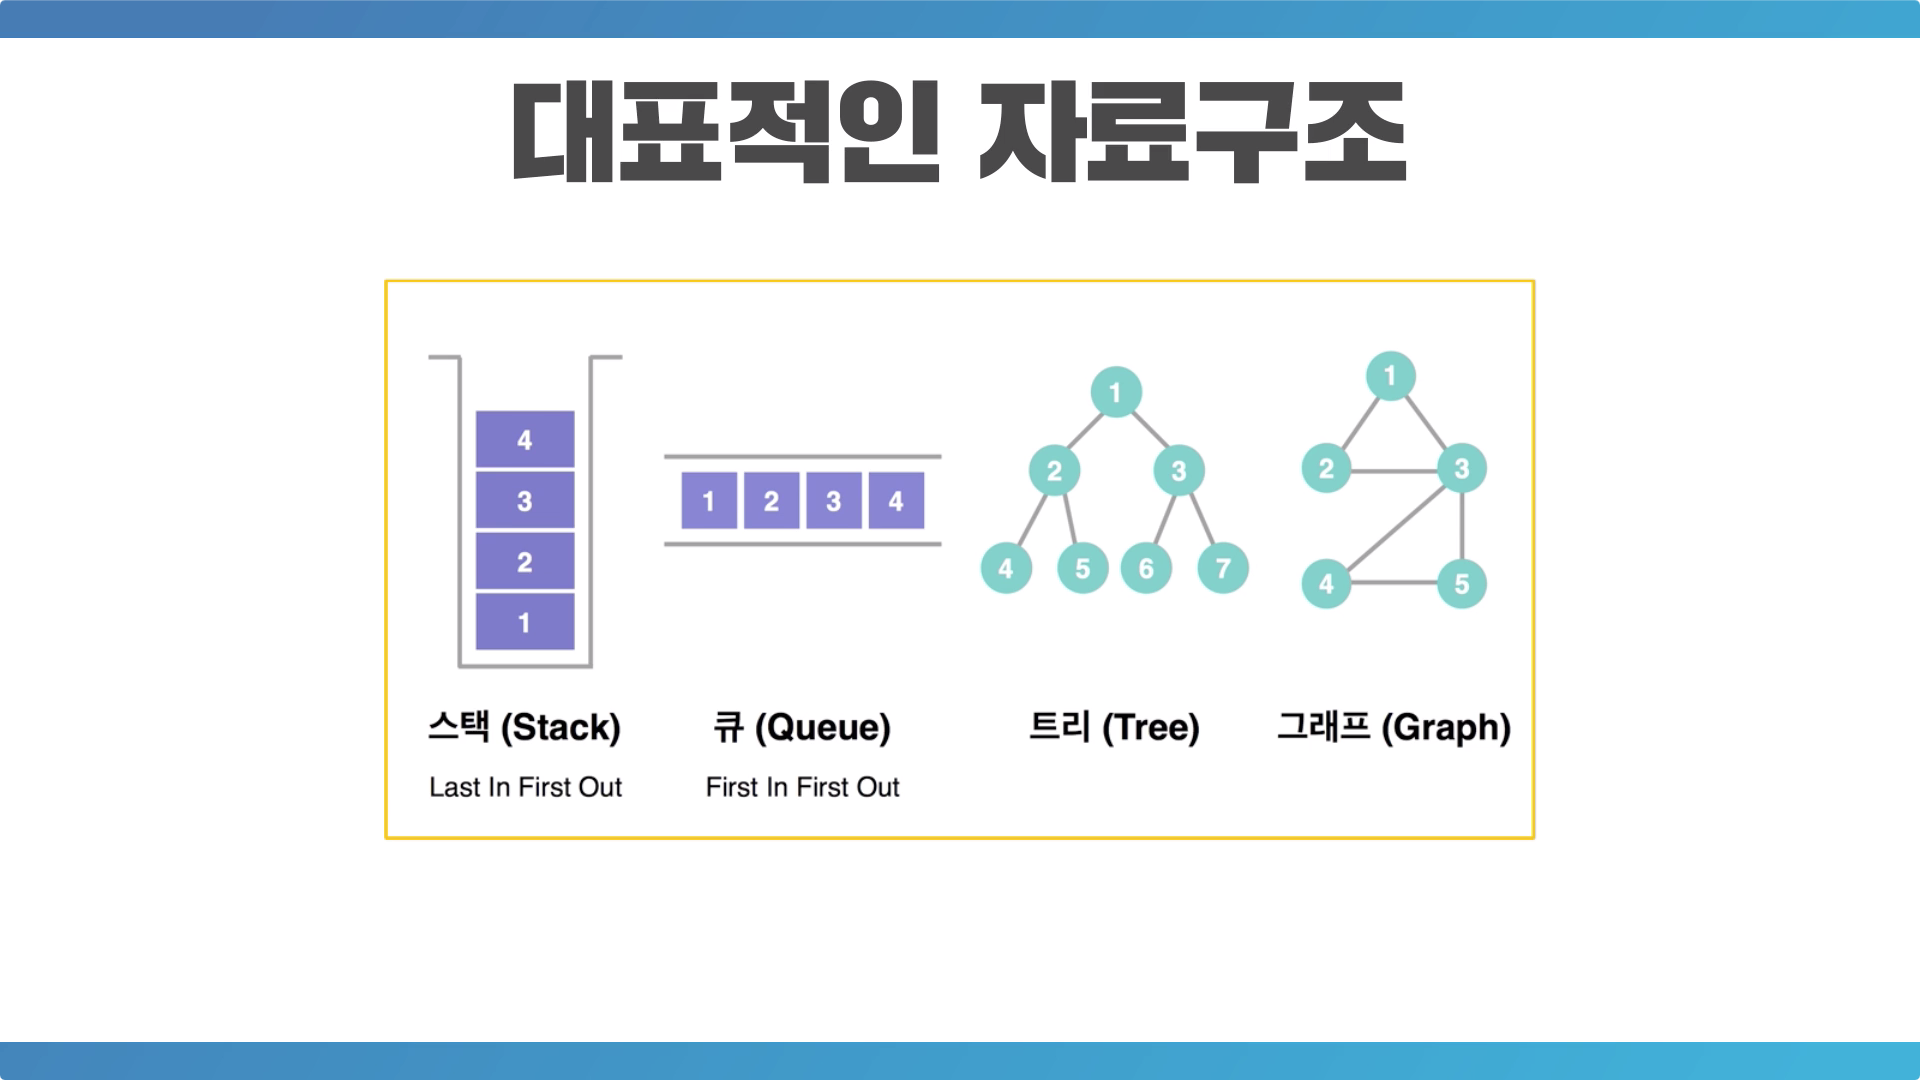 대표적인 자료구조
4
3
2
1
스택 (Stack)
Last In First Out
1 2 3 4
큐 (Queue)
First In First Out
1
2 3
4 5 6 7
트리 (Tree)
1
2 3
4 5
그래프 (Graph)